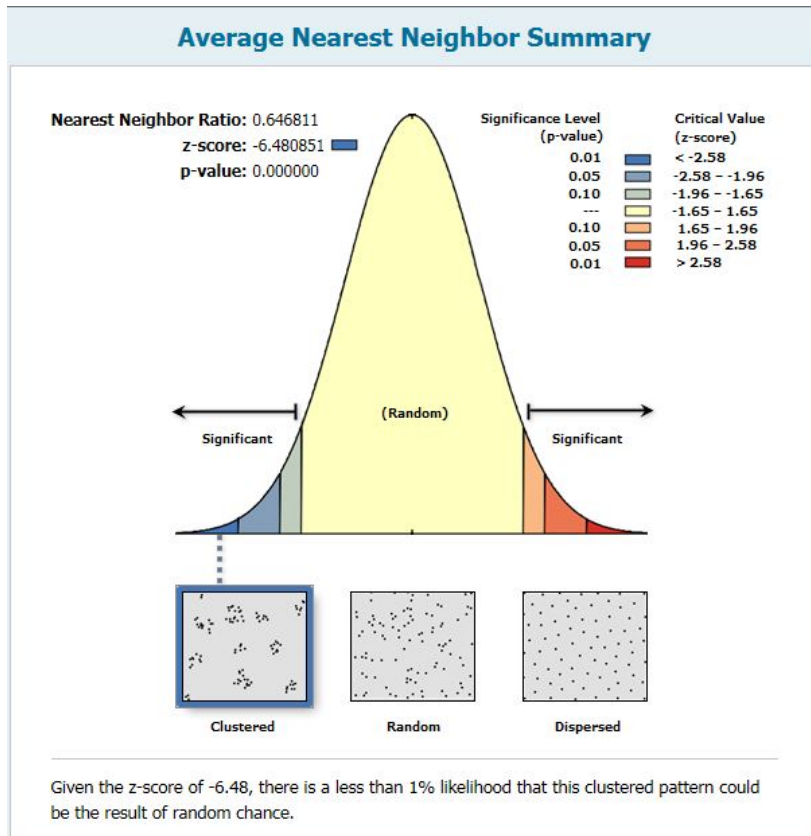 Average Nearest Neighbor Summary
Nearest Neighbor Ratio: 0.646811
z-score: -6.480851
p-value: 0.000000
Significance Level (p-value)
Critical Value (z-score)
0.01 < -2.58
0.05 -2.58 – -1.96
0.10 -1.96 – -1.65
--- -1.65 – 1.65
0.10 1.65 – 1.96
0.05 1.96 – 2.58
0.01 > 2.58
(Random)
Significant
Significant
Clustered
Random
Dispersed
Given the z-score of -6.48, there is a less than 1% likelihood that this clustered pattern could
be the result of random chance.